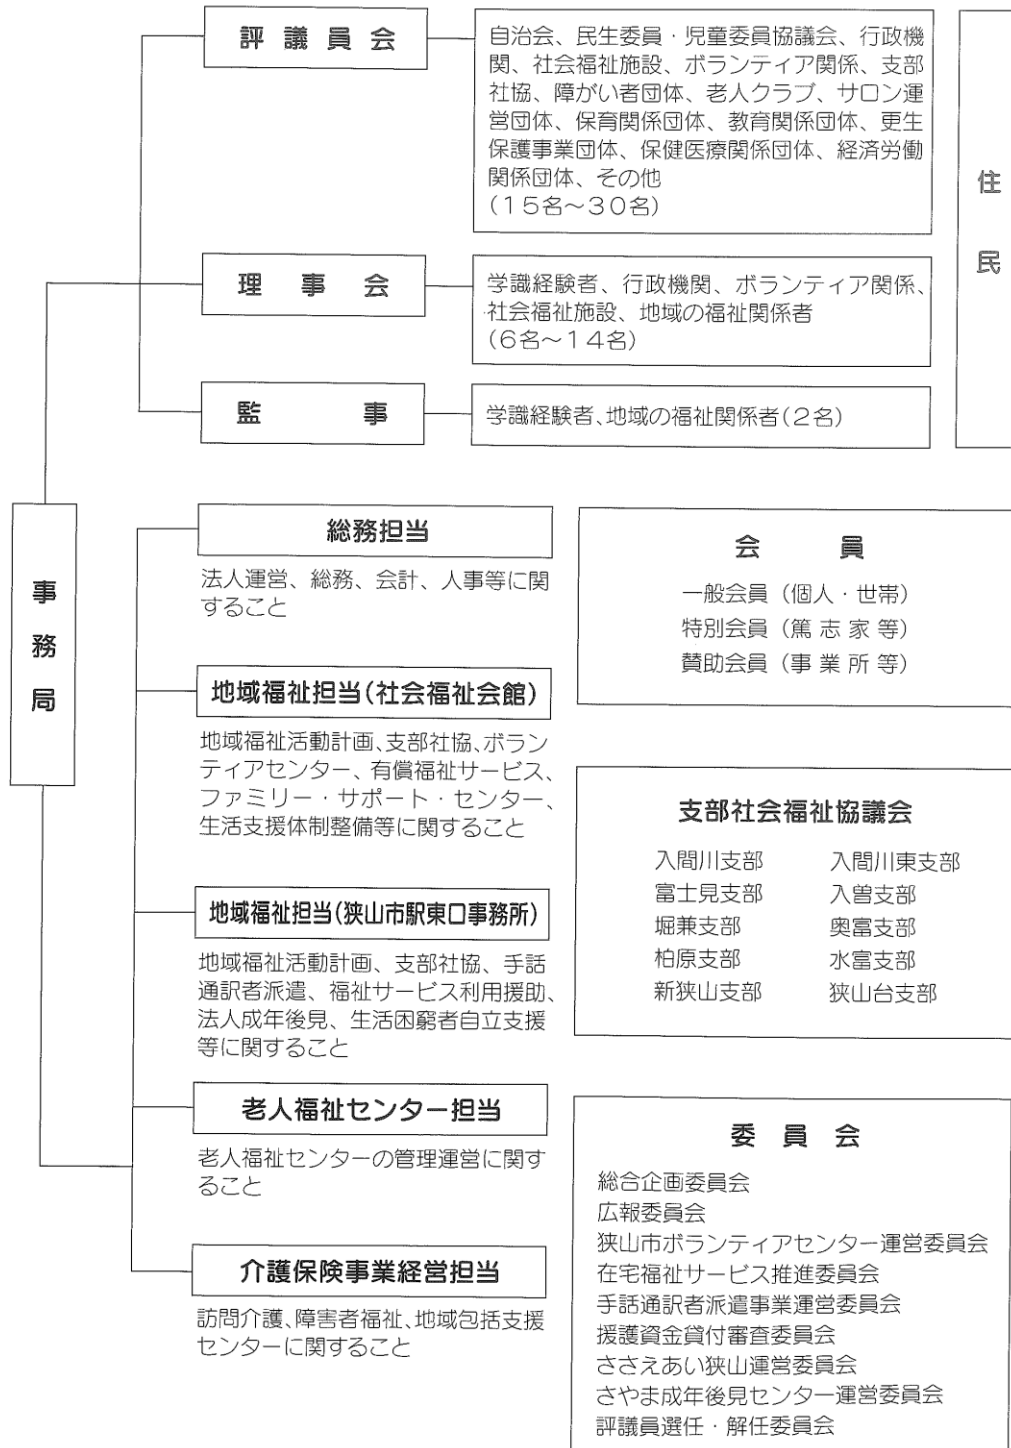 評議員会
自治会、民生委員・児童委員協議会、行政機
関、社会福祉施設、ボランティア関係、支部
社協、障がい者団体、老人クラブ、サロン運
営団体、保育関係団体、教育関係団体、更生
保護事業団体、保健医療関係団体、経済労働
関係団体、その他
(15名～30名)
理事会
学識経験者、行政機関、ボランティア関係、
社会福祉施設、地域の福祉関係者
(6名～14名)
監事
学識経験者、地域の福祉関係者(2名)
住民
事務局
総務担当
法人運営、総務、会計、人事等に関
すること
地域福祉担当(社会福祉会館)
地域福祉活動計画、支部社協、ボラン
ティアセンター、有償福祉サービス、
ファミリー・サポート・センター、
生活支援体制整備等に関すること
地域福祉担当(狭山市駅東口事務所)
地域福祉活動計画、支部社協、手話
通訳者派遣、福祉サービス利用援助、
法人成年後見、生活困窮者自立支援
等に関すること
老人福祉センター担当
老人福祉センターの管理運営に関す
ること
介護保険事業経営担当
訪問介護、障害者福祉、地域包括支援
センターに関すること
会員
一般会員(個人・世帯)
特別会員(篤志家等)
賛助会員(事業所等)
支部社会福祉協議会
入間川支部 入間川東支部
富士見支部 入曽支部
堀兼支部 奥富支部
柏原支部 水富支部
新狭山支部 狭山台支部
委員会
総合企画委員会
広報委員会
狭山市ボランティアセンター運営委員会
在宅福祉サービス推進委員会
手話通訳者派遣事業運営委員会
援護資金貸付審査委員会
ささえあい狭山運営委員会
さやま成年後見センター運営委員会
評議員選任・解任委員会